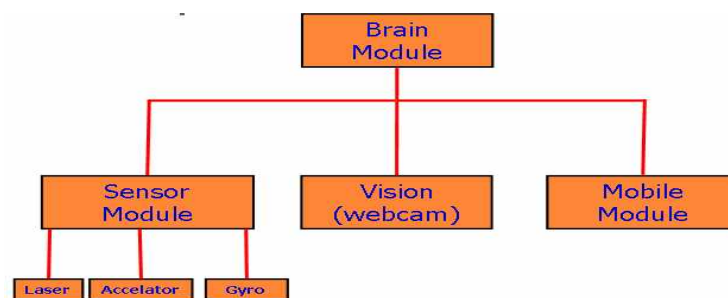 Brain
Module
Sensor
Module
Vision
(webcam)
Mobile
Module
Laser
Accelator
Gyro